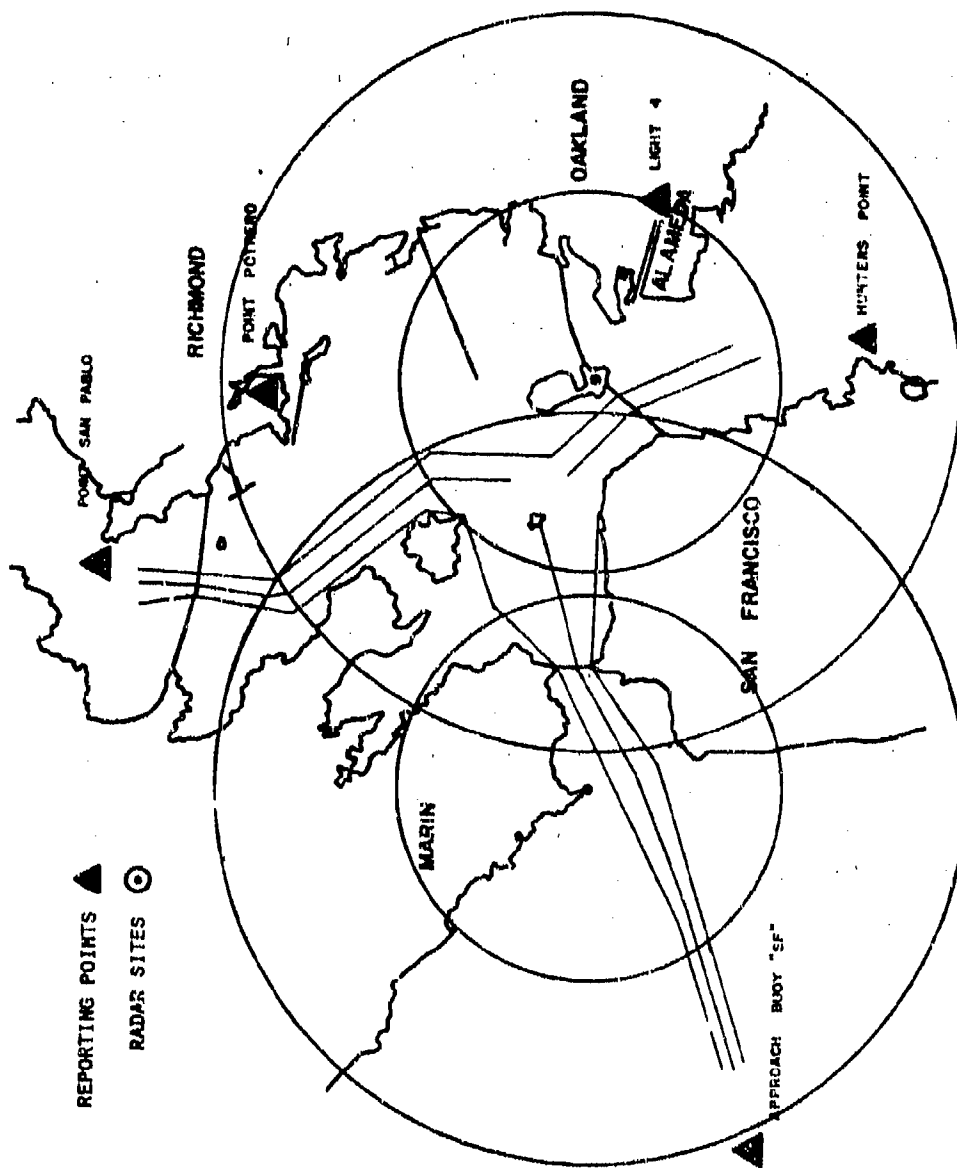 REPORTING POINTS
RADAR SITES
POINT SAN PABLO
RICHMOND
POINT POTRERO
OAKLAND
LIGHT 4
ALAMEDA
HUNTERS POINT
MARIN
SAN FRANCISCO
APPROACH BUOY "SF"